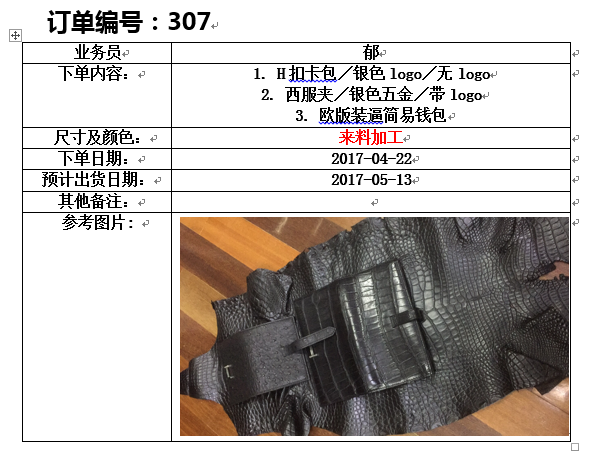 订单编号：307
业务员 郁
下单内容： 1. H扣卡包／银色logo／无logo
2. 西服夹／银色五金／带logo
3. 欧版装逼简易钱包
尺寸及颜色： 来料加工
下单日期： 2017-04-22
预计出货日期： 2017-05-13
其他备注：
参考图片: